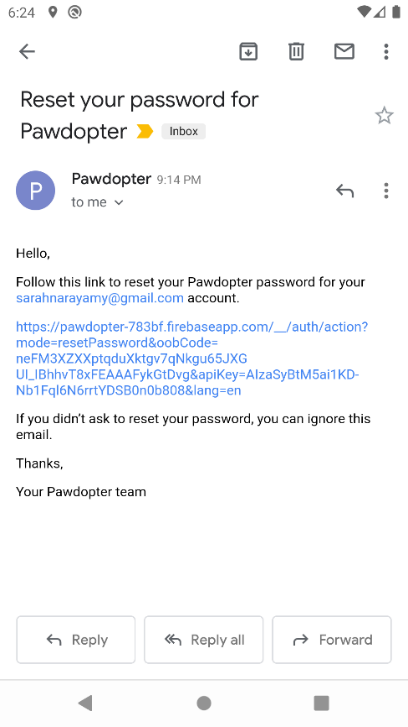 6:24
Reset your password for
Pawdopter Inbox
P
Pawdopter 9:14 PM
to me
Hello,
Follow this link to reset your Pawdopter password for your
sarahnarayamy@gmail.com account.
https://pawdopter-783bf.firebaseapp.com/__/auth/action?
mode=resetPassword&oobCode=
neFM3XZXXptqduXktgv7qNkgu65JXG
UI_IBhhvT8xFEAAAFykGtDvg&apiKey=AIzaSyBtM5ai1KD-
Nb1FqI6N6rrtYDSB0n0b808&lang=en
If you didn't ask to reset your password, you can ignore this
email.
Thanks,
Your Pawdopter team
Reply
Reply all
Forward